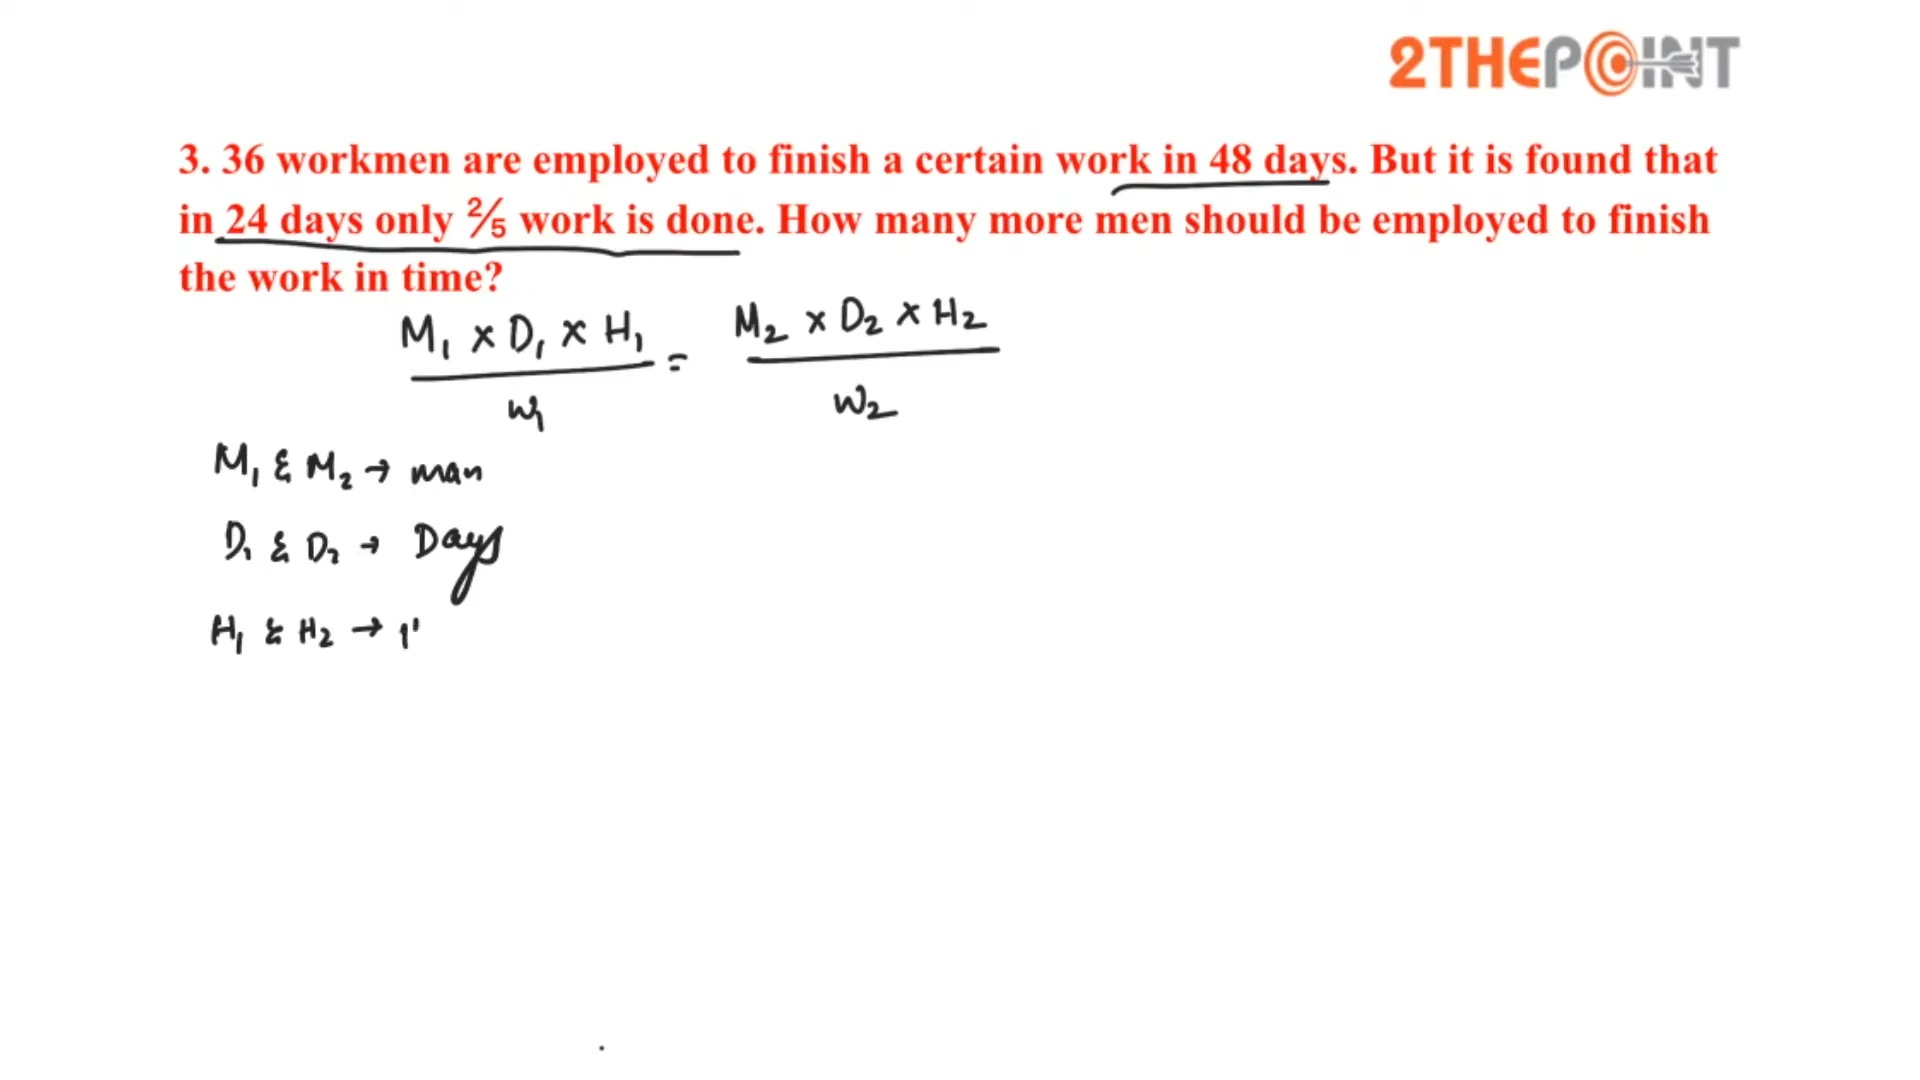 2THEPOINT
3. 36 workmen are employed to finish a certain work in 48 days. But it is found that
in 24 days only ⅖ work is done. How many more men should be employed to finish
the work in time?
M₁ × D₁ × H₁ = M₂ × D₂ × H₂
W₁ W₂
M₁ & M₂ → man
D₁ & D₂ → Days
H₁ & H₂ →